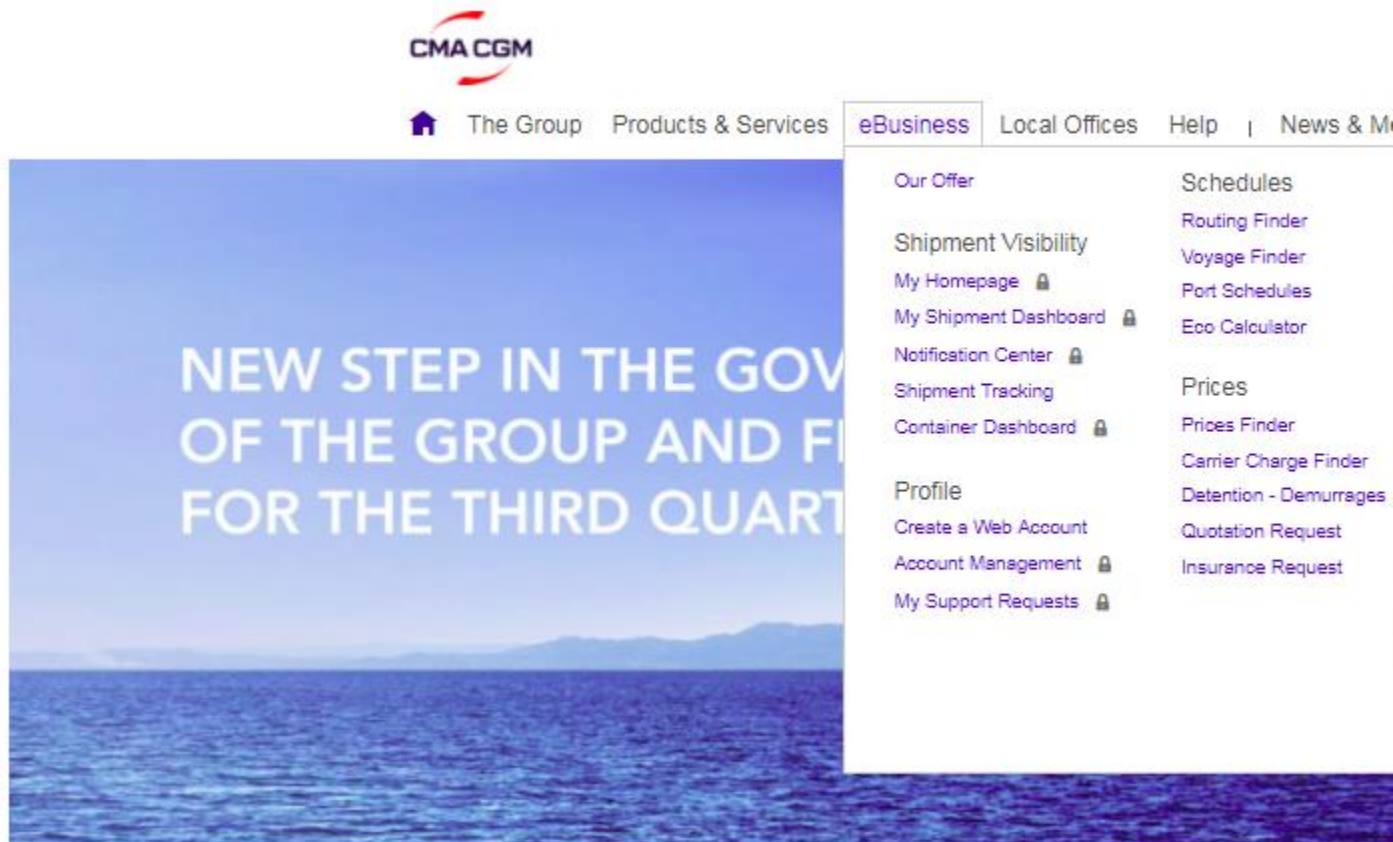 CMA CGM
The Group Products & Services eBusiness Local Offices Help | News &
Our Offer
Shipment Visibility
My Homepage
My Shipment Dashboard
Notification Center
Shipment Tracking
Container Dashboard
Profile
Create a Web Account
Account Management
My Support Requests
Schedules
Routing Finder
Voyage Finder
Port Schedules
Eco Calculator
Prices
Prices Finder
Carrier Charge Finder
Detention - Demurrages
Quotation Request
Insurance Request
NEW STEP IN THE GOV
OF THE GROUP AND FI
FOR THE THIRD QUART